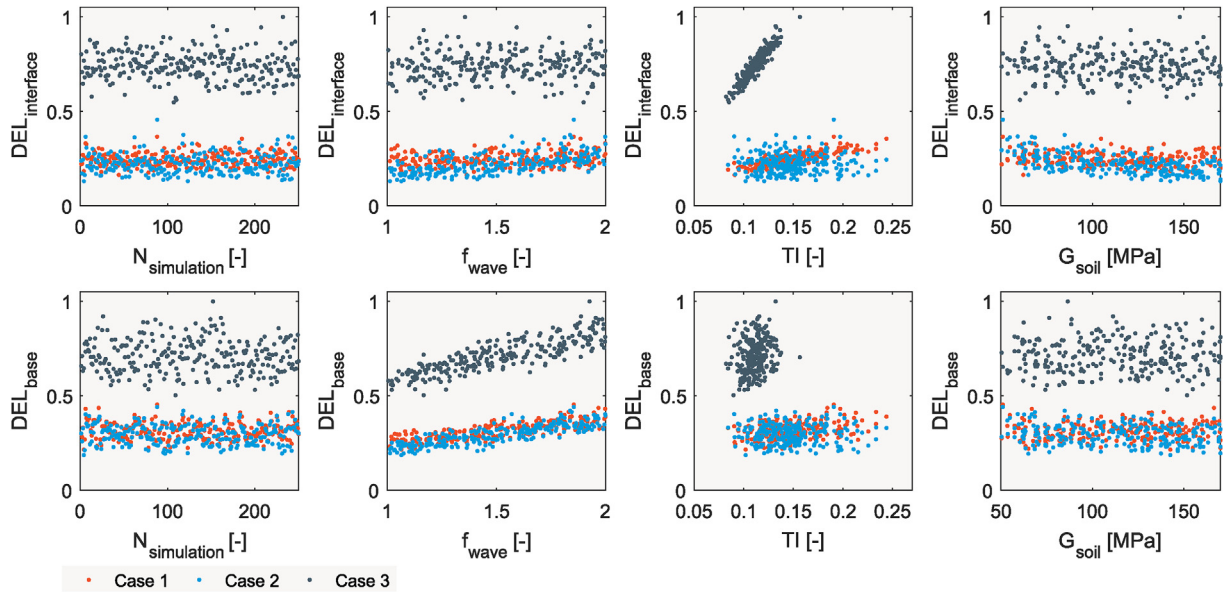 DEL_interface
1
0.5
0
0 100 200
N_simulation [-]
DEL_interface
1
0.5
0
1 1.5 2
f_wave [-]
DEL_interface
1
0.5
0
0.05 0.1 0.15 0.2 0.25
TI [-]
DEL_interface
1
0.5
0
50 100 150
G_soil [MPa]
DEL_base
1
0.5
0
0 100 200
N_simulation [-]
DEL_base
1
0.5
0
1 1.5 2
f_wave [-]
DEL_base
1
0.5
0
0.05 0.1 0.15 0.2 0.25
TI [-]
DEL_base
1
0.5
0
50 100 150
G_soil [MPa]
Case 1 Case 2 Case 3